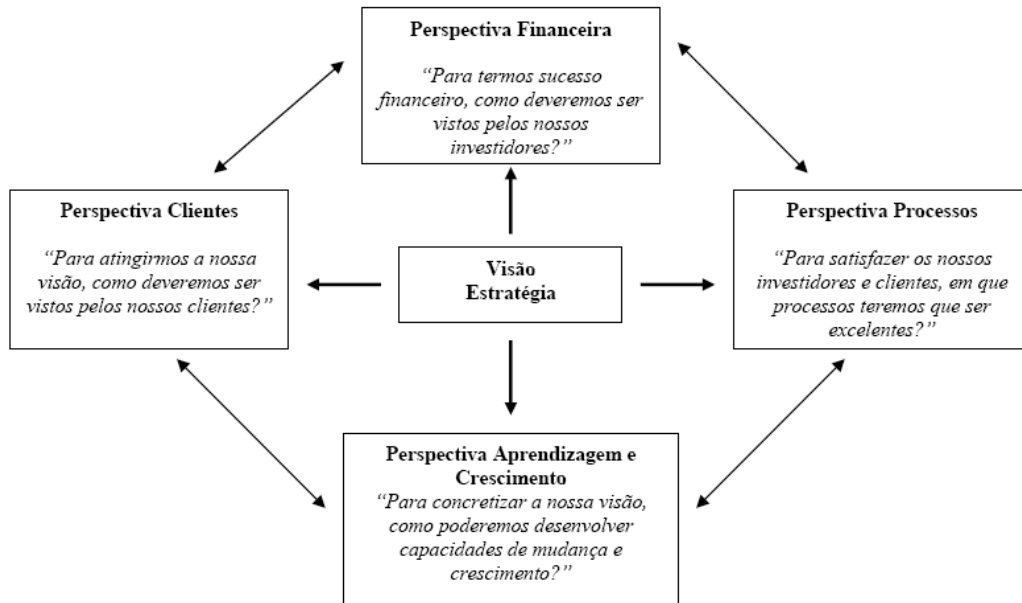 Perspectiva Financeira
“Para termos sucesso
financeiro, como deveremos ser
vistos pelos nossos
investidores?”
Perspectiva Clientes
“Para atingirmos a nossa
visão, como deveremos ser
vistos pelos nossos clientes?”
Visão
Estratégia
Perspectiva Processos
“Para satisfazer os nossos
investidores e clientes, em que
processos teremos que ser
excelentes?”
Perspectiva Aprendizagem e
Crescimento
“Para concretizar a nossa visão,
como poderemos desenvolver
capacidades de mudança e
crescimento?”